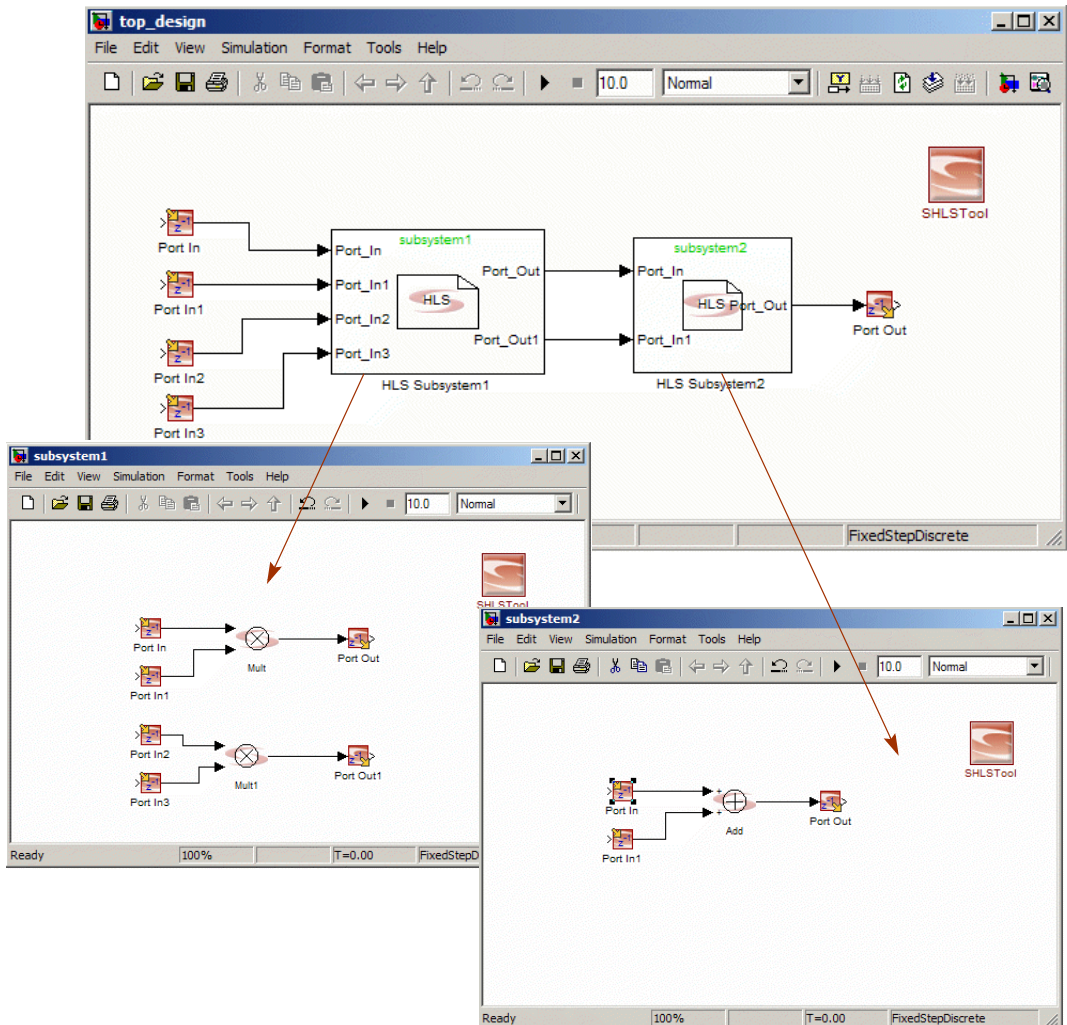 top_design
File Edit View Simulation Format Tools Help
10.0 Normal
SHLSTool
Port In
Port In1
Port In2
Port In3
subsystem1
Port_In
Port_In1
Port_In2
Port_In3
HLS
Port_Out
Port_Out1
HLS Subsystem1
subsystem2
Port_In
Port_In1
HLS
Port_Out
HLS Subsystem2
Port Out
FixedStepDiscrete
subsystem1
File Edit View Simulation Format Tools Help
10.0 Normal
SHLSTool
Port In
Port In1
Mult
Port Out
Port In2
Port In3
Mult1
Port Out1
Ready 100% T=0.00 FixedStepD
subsystem2
File Edit View Simulation Format Tools Help
10.0 Normal
SHLSTool
Port In
Port In1
+
+
Add
Port Out
Ready 100% T=0.00 FixedStepDiscrete